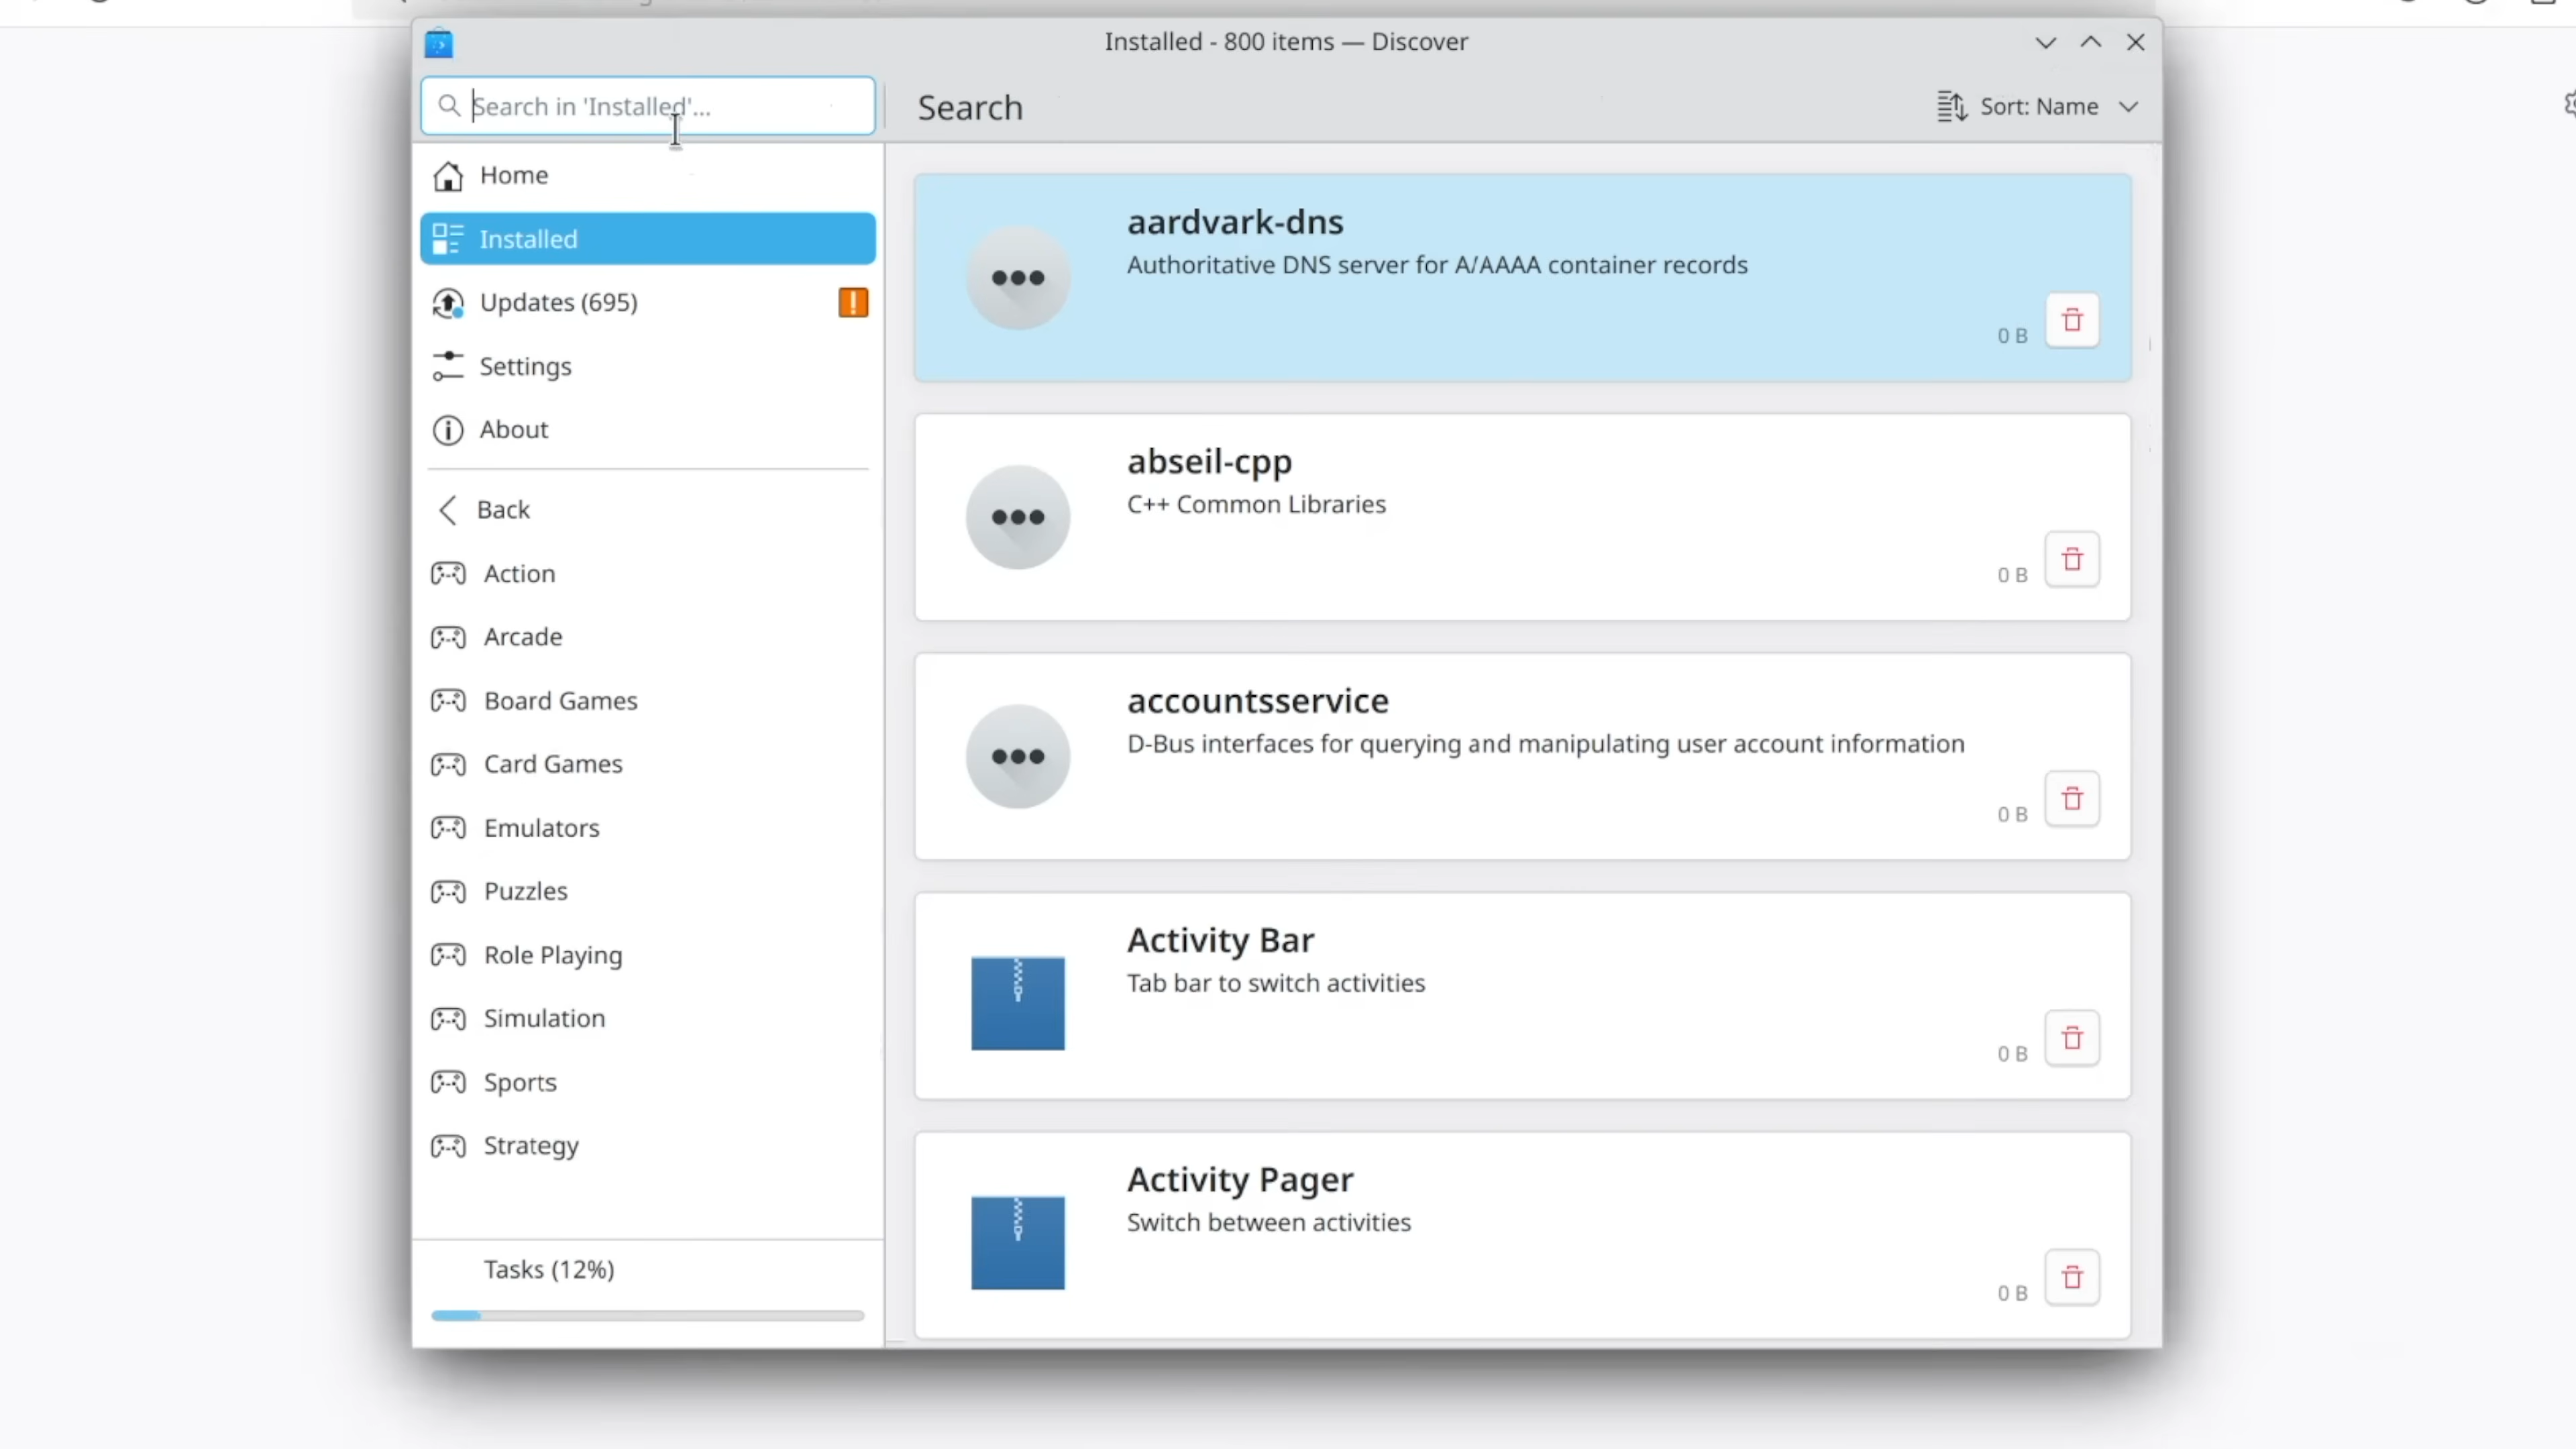 Installed - 800 items — Discover
Search in 'Installed'...
Search
Sort: Name
Home
Installed
Updates (695)
Settings
About
Back
Action
Arcade
Board Games
Card Games
Emulators
Puzzles
Role Playing
Simulation
Sports
Strategy
Tasks (12%)
aardvark-dns
Authoritative DNS server for A/AAAA container records
0 B
abseil-cpp
C++ Common Libraries
0 B
accountsservice
D-Bus interfaces for querying and manipulating user account information
0 B
Activity Bar
Tab bar to switch activities
0 B
Activity Pager
Switch between activities
0 B